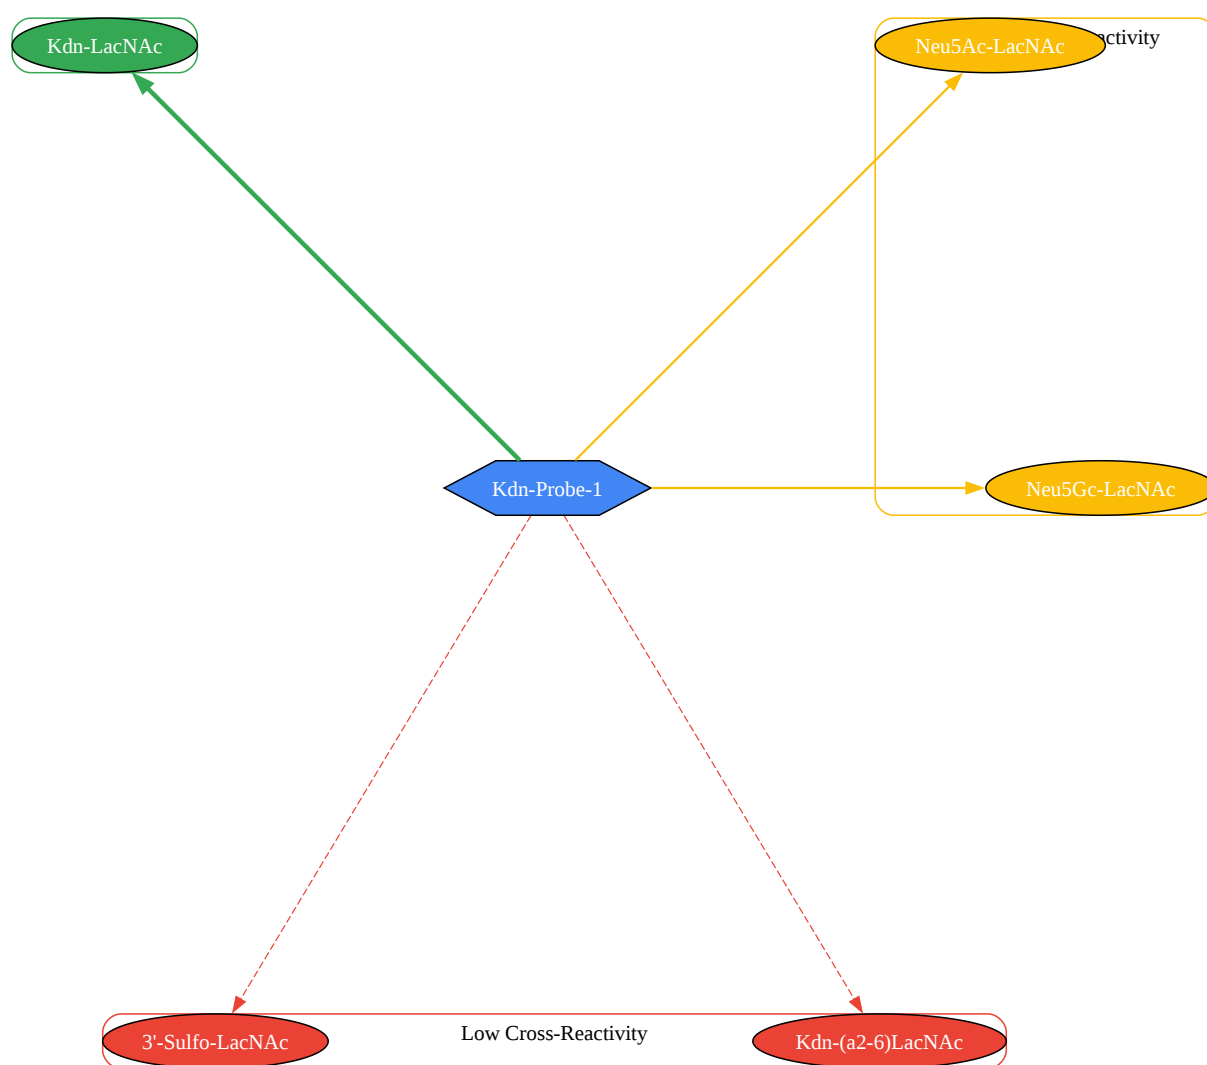 Kdn-LacNAc
Neu5Ac-LacNAc
activity
Kdn-Probe-1
Neu5Gc-LacNAc
3'-Sulfo-LacNAc
Low Cross-Reactivity
Kdn-(a2-6)LacNAc